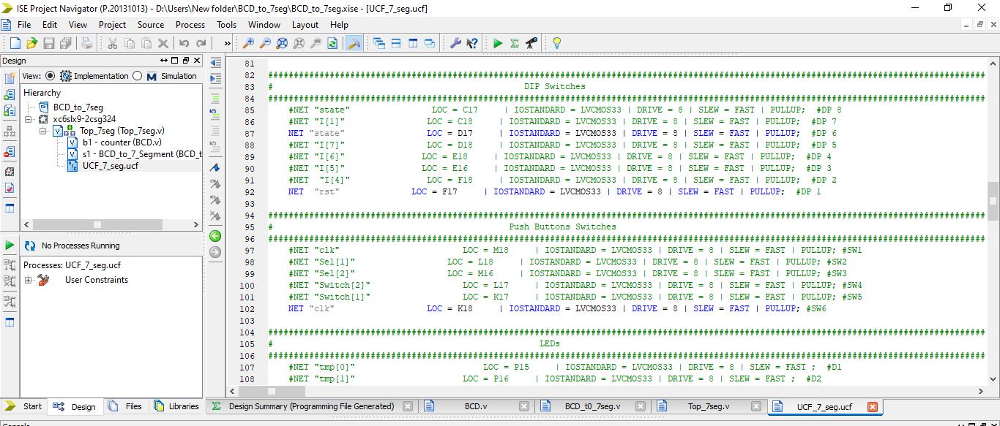 ISE Project Navigator (P.20131013) - D:\Users\New folder\BCD_to_7seg\BCD_to_7seg.xise - [UCF_7_seg.ucf]
File Edit View Project Source Process Tools Window Layout Help
Design
View: Implementation Simulation
Hierarchy
BCD_to_7seg
xc6slx9-2csg324
Top_7seg (Top_7seg.v)
b1 - counter (BCD.v)
s1 - BCD_to_7_Segment (BCD_t
UCF_7_seg.ucf
No Processes Running
Processes: UCF_7_seg.ucf
User Constraints
Start Design Files Libraries
81
82 ############################################################################################################################################
83 # DIP Switches
84 ############################################################################################################################################
85 #NET "state" LOC = C17 | IOSTANDARD = LVCMOS33 | DRIVE = 8 | SLEW = FAST | PULLUP; #DP 8
86 #NET "I[1]" LOC = C18 | IOSTANDARD = LVCMOS33 | DRIVE = 8 | SLEW = FAST | PULLUP; #DP 7
87 NET "state" LOC = D17 | IOSTANDARD = LVCMOS33 | DRIVE = 8 | SLEW = FAST | PULLUP; #DP 6
88 #NET "I[7]" LOC = D18 | IOSTANDARD = LVCMOS33 | DRIVE = 8 | SLEW = FAST | PULLUP; #DP 5
89 #NET "I[6]" LOC = E18 | IOSTANDARD = LVCMOS33 | DRIVE = 8 | SLEW = FAST | PULLUP; #DP 4
90 #NET "I[5]" LOC = E16 | IOSTANDARD = LVCMOS33 | DRIVE = 8 | SLEW = FAST | PULLUP; #DP 3
91 #NET "I[4]" LOC = F18 | IOSTANDARD = LVCMOS33 | DRIVE = 8 | SLEW = FAST | PULLUP; #DP 2
92 NET "rst" LOC = F17 | IOSTANDARD = LVCMOS33 | DRIVE = 8 | SLEW = FAST | PULLUP; #DP 1
93
94 ############################################################################################################################################
95 # Push Buttons Switches
96 ############################################################################################################################################
97 #NET "clk" LOC = M18 | IOSTANDARD = LVCMOS33 | DRIVE = 8 | SLEW = FAST | PULLUP; #SW1
98 #NET "Sel[1]" LOC = L18 | IOSTANDARD = LVCMOS33 | DRIVE = 8 | SLEW = FAST | PULLUP; #SW2
99 #NET "Sel[2]" LOC = M16 | IOSTANDARD = LVCMOS33 | DRIVE = 8 | SLEW = FAST | PULLUP; #SW3
100 #NET "Switch[2]" LOC = L17 | IOSTANDARD = LVCMOS33 | DRIVE = 8 | SLEW = FAST | PULLUP; #SW4
101 #NET "Switch[1]" LOC = K17 | IOSTANDARD = LVCMOS33 | DRIVE = 8 | SLEW = FAST | PULLUP; #SW5
102 NET "clk" LOC = K18 | IOSTANDARD = LVCMOS33 | DRIVE = 8 | SLEW = FAST | PULLUP; #SW6
103
104 ############################################################################################################################################
105 # LEDs
106 ############################################################################################################################################
107 #NET "tmp[0]" LOC = P15 | IOSTANDARD = LVCMOS33 | DRIVE = 8 | SLEW = FAST ; #D1
108 #NET "tmp[1]" LOC = P16 | IOSTANDARD = LVCMOS33 | DRIVE = 8 | SLEW = FAST ; #D2
Design Summary (Programming File Generated) BCD.v BCD_t0_7seg.v Top_7seg.v UCF_7_seg.ucf